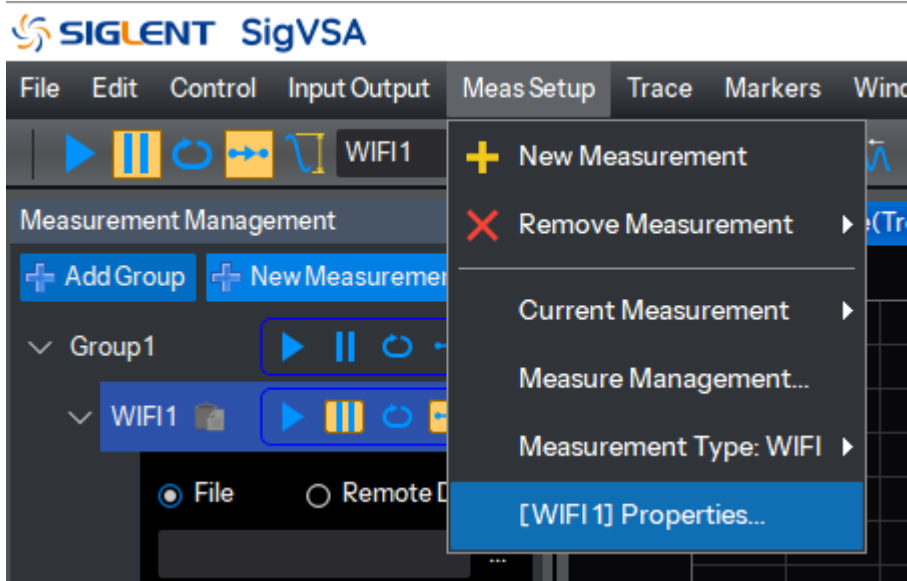 SIGLENT SigVSA
File Edit Control Input Output Meas Setup Trace Markers
WIFI1
New Measurement
Measurement Management
Remove Measurement
Add Group
Current Measurement
Group1
Measure Management...
WIFI1
Measurement Type: WIFI
File Remote
[WIFI 1] Properties...
...